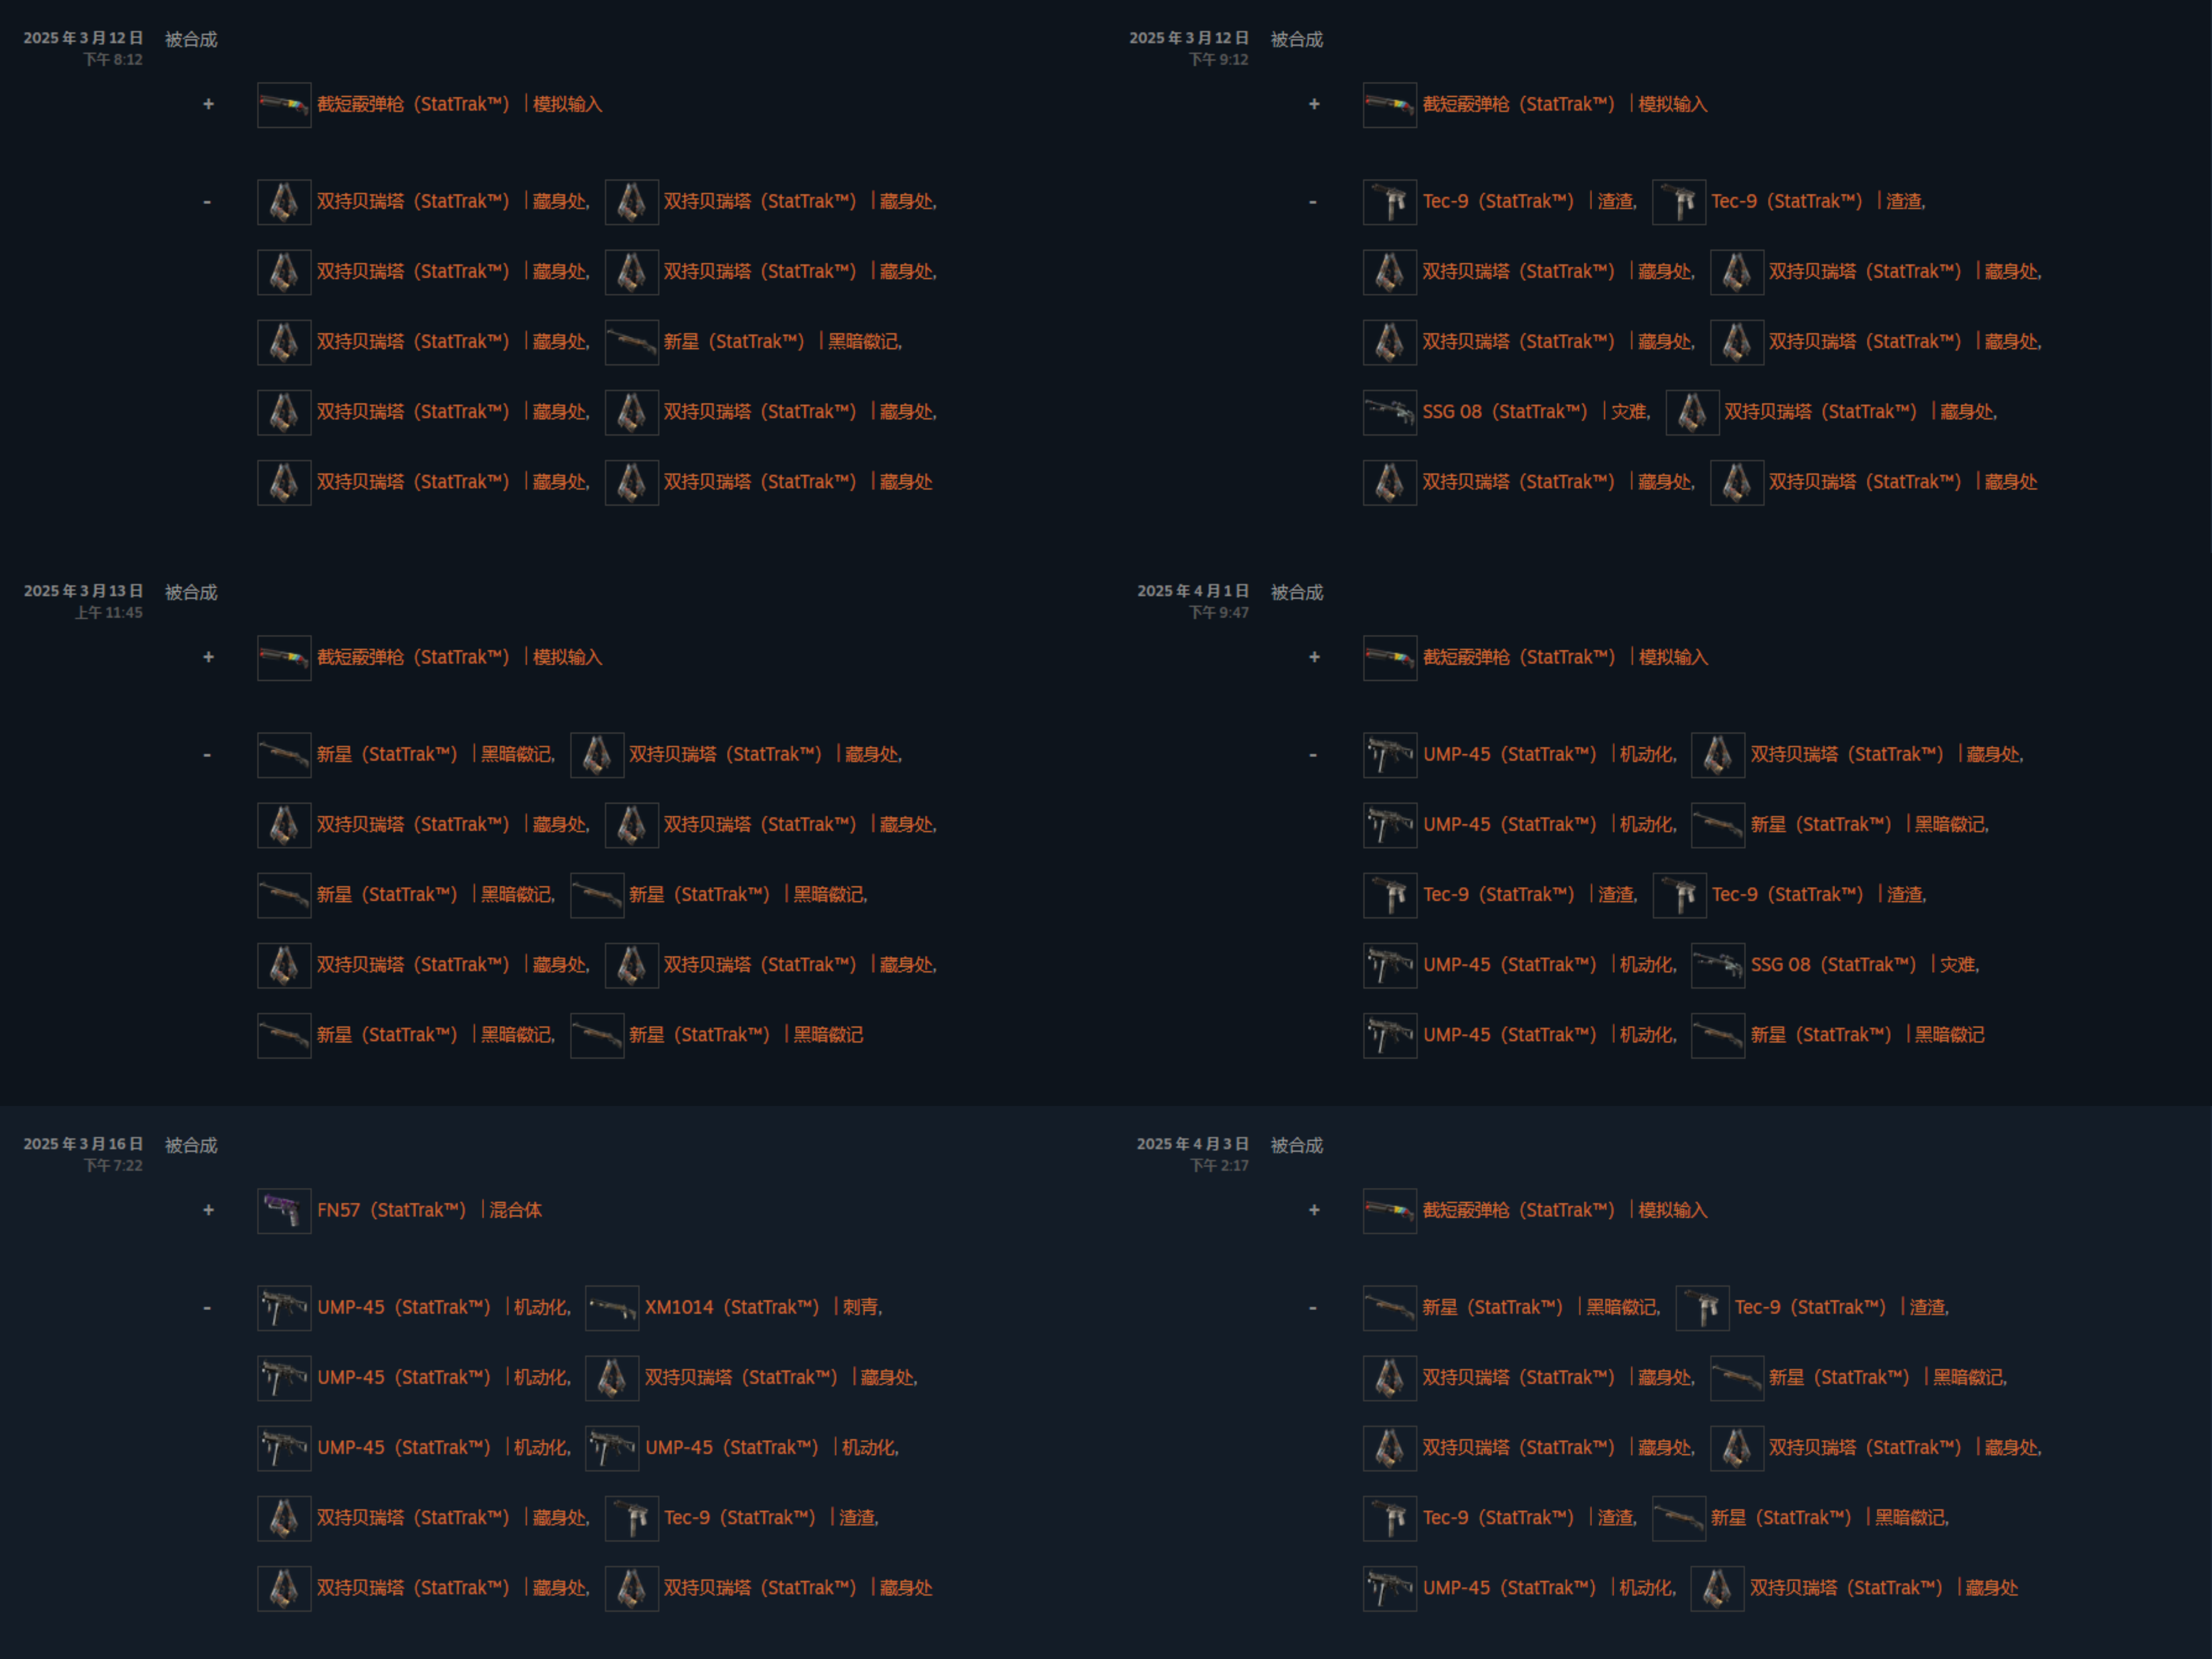 2025 年 3 月 12 日 被合成
下午 8:12
+ 截短霰弹枪（StatTrak™） | 模拟输入
- 双持贝瑞塔（StatTrak™） | 藏身处, 双持贝瑞塔（StatTrak™） | 藏身处,
双持贝瑞塔（StatTrak™） | 藏身处, 双持贝瑞塔（StatTrak™） | 藏身处,
双持贝瑞塔（StatTrak™） | 藏身处, 新星（StatTrak™） | 黑暗徽记,
双持贝瑞塔（StatTrak™） | 藏身处, 双持贝瑞塔（StatTrak™） | 藏身处,
双持贝瑞塔（StatTrak™） | 藏身处, 双持贝瑞塔（StatTrak™） | 藏身处
2025 年 3 月 12 日 被合成
下午 9:12
+ 截短霰弹枪（StatTrak™） | 模拟输入
- Tec-9（StatTrak™） | 渣渣, Tec-9（StatTrak™） | 渣渣,
双持贝瑞塔（StatTrak™） | 藏身处, 双持贝瑞塔（StatTrak™） | 藏身处,
双持贝瑞塔（StatTrak™） | 藏身处, 双持贝瑞塔（StatTrak™） | 藏身处,
SSG 08（StatTrak™） | 灾难, 双持贝瑞塔（StatTrak™） | 藏身处,
双持贝瑞塔（StatTrak™） | 藏身处, 双持贝瑞塔（StatTrak™） | 藏身处
2025 年 3 月 13 日 被合成
上午 11:45
+ 截短霰弹枪（StatTrak™） | 模拟输入
- 新星（StatTrak™） | 黑暗徽记, 双持贝瑞塔（StatTrak™） | 藏身处,
双持贝瑞塔（StatTrak™） | 藏身处, 双持贝瑞塔（StatTrak™） | 藏身处,
新星（StatTrak™） | 黑暗徽记, 新星（StatTrak™） | 黑暗徽记,
双持贝瑞塔（StatTrak™） | 藏身处, 双持贝瑞塔（StatTrak™） | 藏身处,
新星（StatTrak™） | 黑暗徽记, 新星（StatTrak™） | 黑暗徽记
2025 年 4 月 1 日 被合成
下午 9:47
+ 截短霰弹枪（StatTrak™） | 模拟输入
- UMP-45（StatTrak™） | 机动化, 双持贝瑞塔（StatTrak™） | 藏身处,
UMP-45（StatTrak™） | 机动化, 新星（StatTrak™） | 黑暗徽记,
Tec-9（StatTrak™） | 渣渣, Tec-9（StatTrak™） | 渣渣,
UMP-45（StatTrak™） | 机动化, SSG 08（StatTrak™） | 灾难,
UMP-45（StatTrak™） | 机动化, 新星（StatTrak™） | 黑暗徽记
2025 年 3 月 16 日 被合成
下午 7:22
+ FN57（StatTrak™） | 混合体
- UMP-45（StatTrak™） | 机动化, XM1014（StatTrak™） | 刺青,
UMP-45（StatTrak™） | 机动化, 双持贝瑞塔（StatTrak™） | 藏身处,
UMP-45（StatTrak™） | 机动化, UMP-45（StatTrak™） | 机动化,
双持贝瑞塔（StatTrak™） | 藏身处, Tec-9（StatTrak™） | 渣渣,
双持贝瑞塔（StatTrak™） | 藏身处, 双持贝瑞塔（StatTrak™） | 藏身处
2025 年 4 月 3 日 被合成
下午 2:17
+ 截短霰弹枪（StatTrak™） | 模拟输入
- 新星（StatTrak™） | 黑暗徽记, Tec-9（StatTrak™） | 渣渣,
双持贝瑞塔（StatTrak™） | 藏身处, 新星（StatTrak™） | 黑暗徽记,
双持贝瑞塔（StatTrak™） | 藏身处, 双持贝瑞塔（StatTrak™） | 藏身处,
Tec-9（StatTrak™） | 渣渣, 新星（StatTrak™） | 黑暗徽记,
UMP-45（StatTrak™） | 机动化, 双持贝瑞塔（StatTrak™） | 藏身处